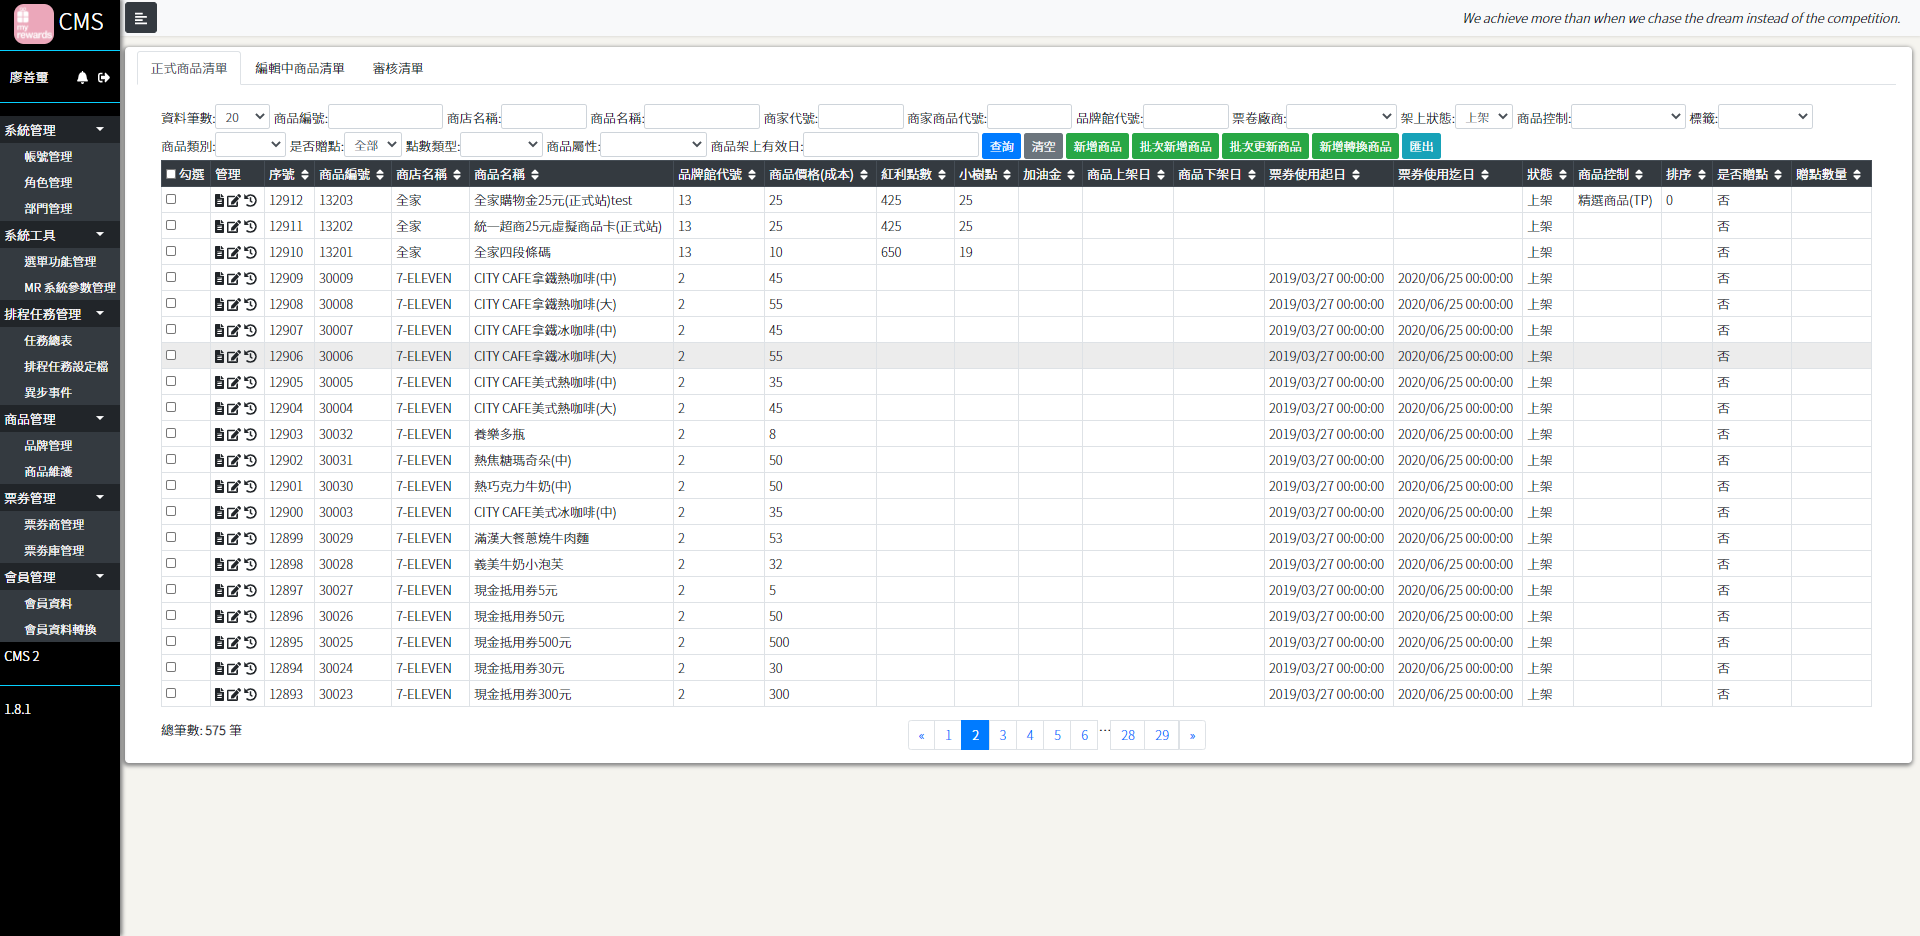 my rewards CMS
We achieve more than when we chase the dream instead of the competition.
廖善璽
系統管理
帳號管理
角色管理
部門管理
系統工具
選單功能管理
MR 系統參數管理
排程任務管理
任務總表
排程任務設定檔
異步事件
商品管理
品牌管理
商品維護
票券管理
票券商管理
票券庫管理
會員管理
會員資料
會員資料轉換
CMS 2
1.8.1
正式商品清單 編輯中商品清單 審核清單
資料筆數: 20 商品編號: 商店名稱: 商品名稱: 商家代號: 商家商品代號: 品牌館代號: 票卷廠商: 架上狀態: 上架 商品控制: 標籤:
商品類別: 是否贈點: 全部 點數類型: 商品屬性: 商品架上有效日: 查詢 清空 新增商品 批次新增商品 批次更新商品 新增轉換商品 匯出
勾選 管理 序號 商品編號 商店名稱 商品名稱 品牌館代號 商品價格(成本) 紅利點數 小樹點 加油金 商品上架日 商品下架日 票券使用起日 票券使用迄日 狀態 商品控制 排序 是否贈點 贈點數量
12912 13203 全家 全家購物金25元(正式站)test 13 25 425 25 上架 精選商品(TP) 0 否
12911 13202 全家 統一超商25元虛擬商品卡(正式站) 13 25 425 25 上架 否
12910 13201 全家 全家四段條碼 13 10 650 19 上架 否
12909 30009 7-ELEVEN CITY CAFE拿鐵熱咖啡(中) 2 45 2019/03/27 00:00:00 2020/06/25 00:00:00 上架 否
12908 30008 7-ELEVEN CITY CAFE拿鐵熱咖啡(大) 2 55 2019/03/27 00:00:00 2020/06/25 00:00:00 上架 否
12907 30007 7-ELEVEN CITY CAFE拿鐵冰咖啡(中) 2 45 2019/03/27 00:00:00 2020/06/25 00:00:00 上架 否
12906 30006 7-ELEVEN CITY CAFE拿鐵冰咖啡(大) 2 55 2019/03/27 00:00:00 2020/06/25 00:00:00 上架 否
12905 30005 7-ELEVEN CITY CAFE美式熱咖啡(中) 2 35 2019/03/27 00:00:00 2020/06/25 00:00:00 上架 否
12904 30004 7-ELEVEN CITY CAFE美式熱咖啡(大) 2 45 2019/03/27 00:00:00 2020/06/25 00:00:00 上架 否
12903 30032 7-ELEVEN 養樂多瓶 2 8 2019/03/27 00:00:00 2020/06/25 00:00:00 上架 否
12902 30031 7-ELEVEN 熱焦糖瑪奇朵(中) 2 50 2019/03/27 00:00:00 2020/06/25 00:00:00 上架 否
12901 30030 7-ELEVEN 熱巧克力牛奶(中) 2 50 2019/03/27 00:00:00 2020/06/25 00:00:00 上架 否
12900 30003 7-ELEVEN CITY CAFE美式冰咖啡(中) 2 35 2019/03/27 00:00:00 2020/06/25 00:00:00 上架 否
12899 30029 7-ELEVEN 滿漢大餐蔥燒牛肉麵 2 53 2019/03/27 00:00:00 2020/06/25 00:00:00 上架 否
12898 30028 7-ELEVEN 義美牛奶小泡芙 2 32 2019/03/27 00:00:00 2020/06/25 00:00:00 上架 否
12897 30027 7-ELEVEN 現金抵用券5元 2 5 2019/03/27 00:00:00 2020/06/25 00:00:00 上架 否
12896 30026 7-ELEVEN 現金抵用券50元 2 50 2019/03/27 00:00:00 2020/06/25 00:00:00 上架 否
12895 30025 7-ELEVEN 現金抵用券500元 2 500 2019/03/27 00:00:00 2020/06/25 00:00:00 上架 否
12894 30024 7-ELEVEN 現金抵用券30元 2 30 2019/03/27 00:00:00 2020/06/25 00:00:00 上架 否
12893 30023 7-ELEVEN 現金抵用券300元 2 300 2019/03/27 00:00:00 2020/06/25 00:00:00 上架 否
總筆數: 575 筆
« 1 2 3 4 5 6 ... 28 29 »